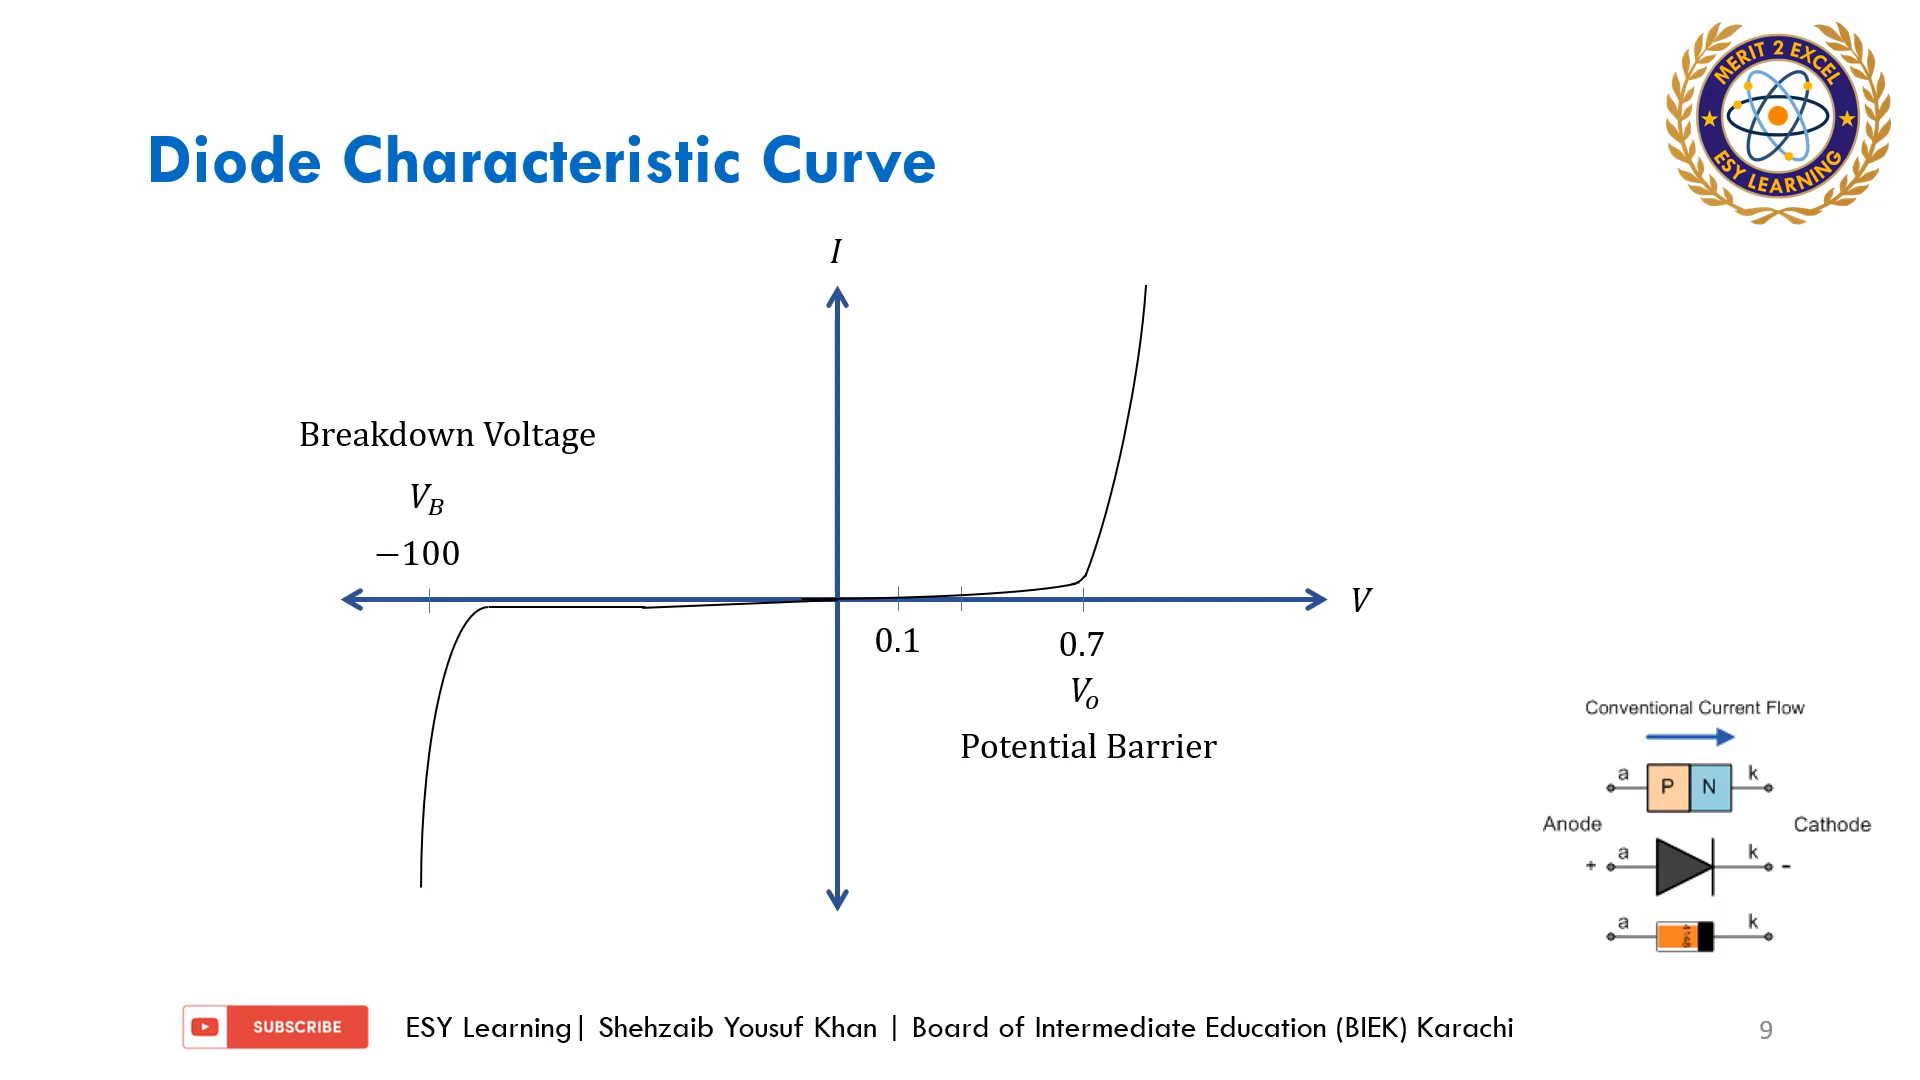 MERIT 2 EXCEL
ESY LEARNING
Diode Characteristic Curve
I
Breakdown Voltage
V_B
−100
V
0.1
0.7
V_o
Potential Barrier
Conventional Current Flow
a P N k
Anode Cathode
+ a k -
a 4148 k
SUBSCRIBE
ESY Learning| Shehzaib Yousuf Khan | Board of Intermediate Education (BIEK) Karachi
9